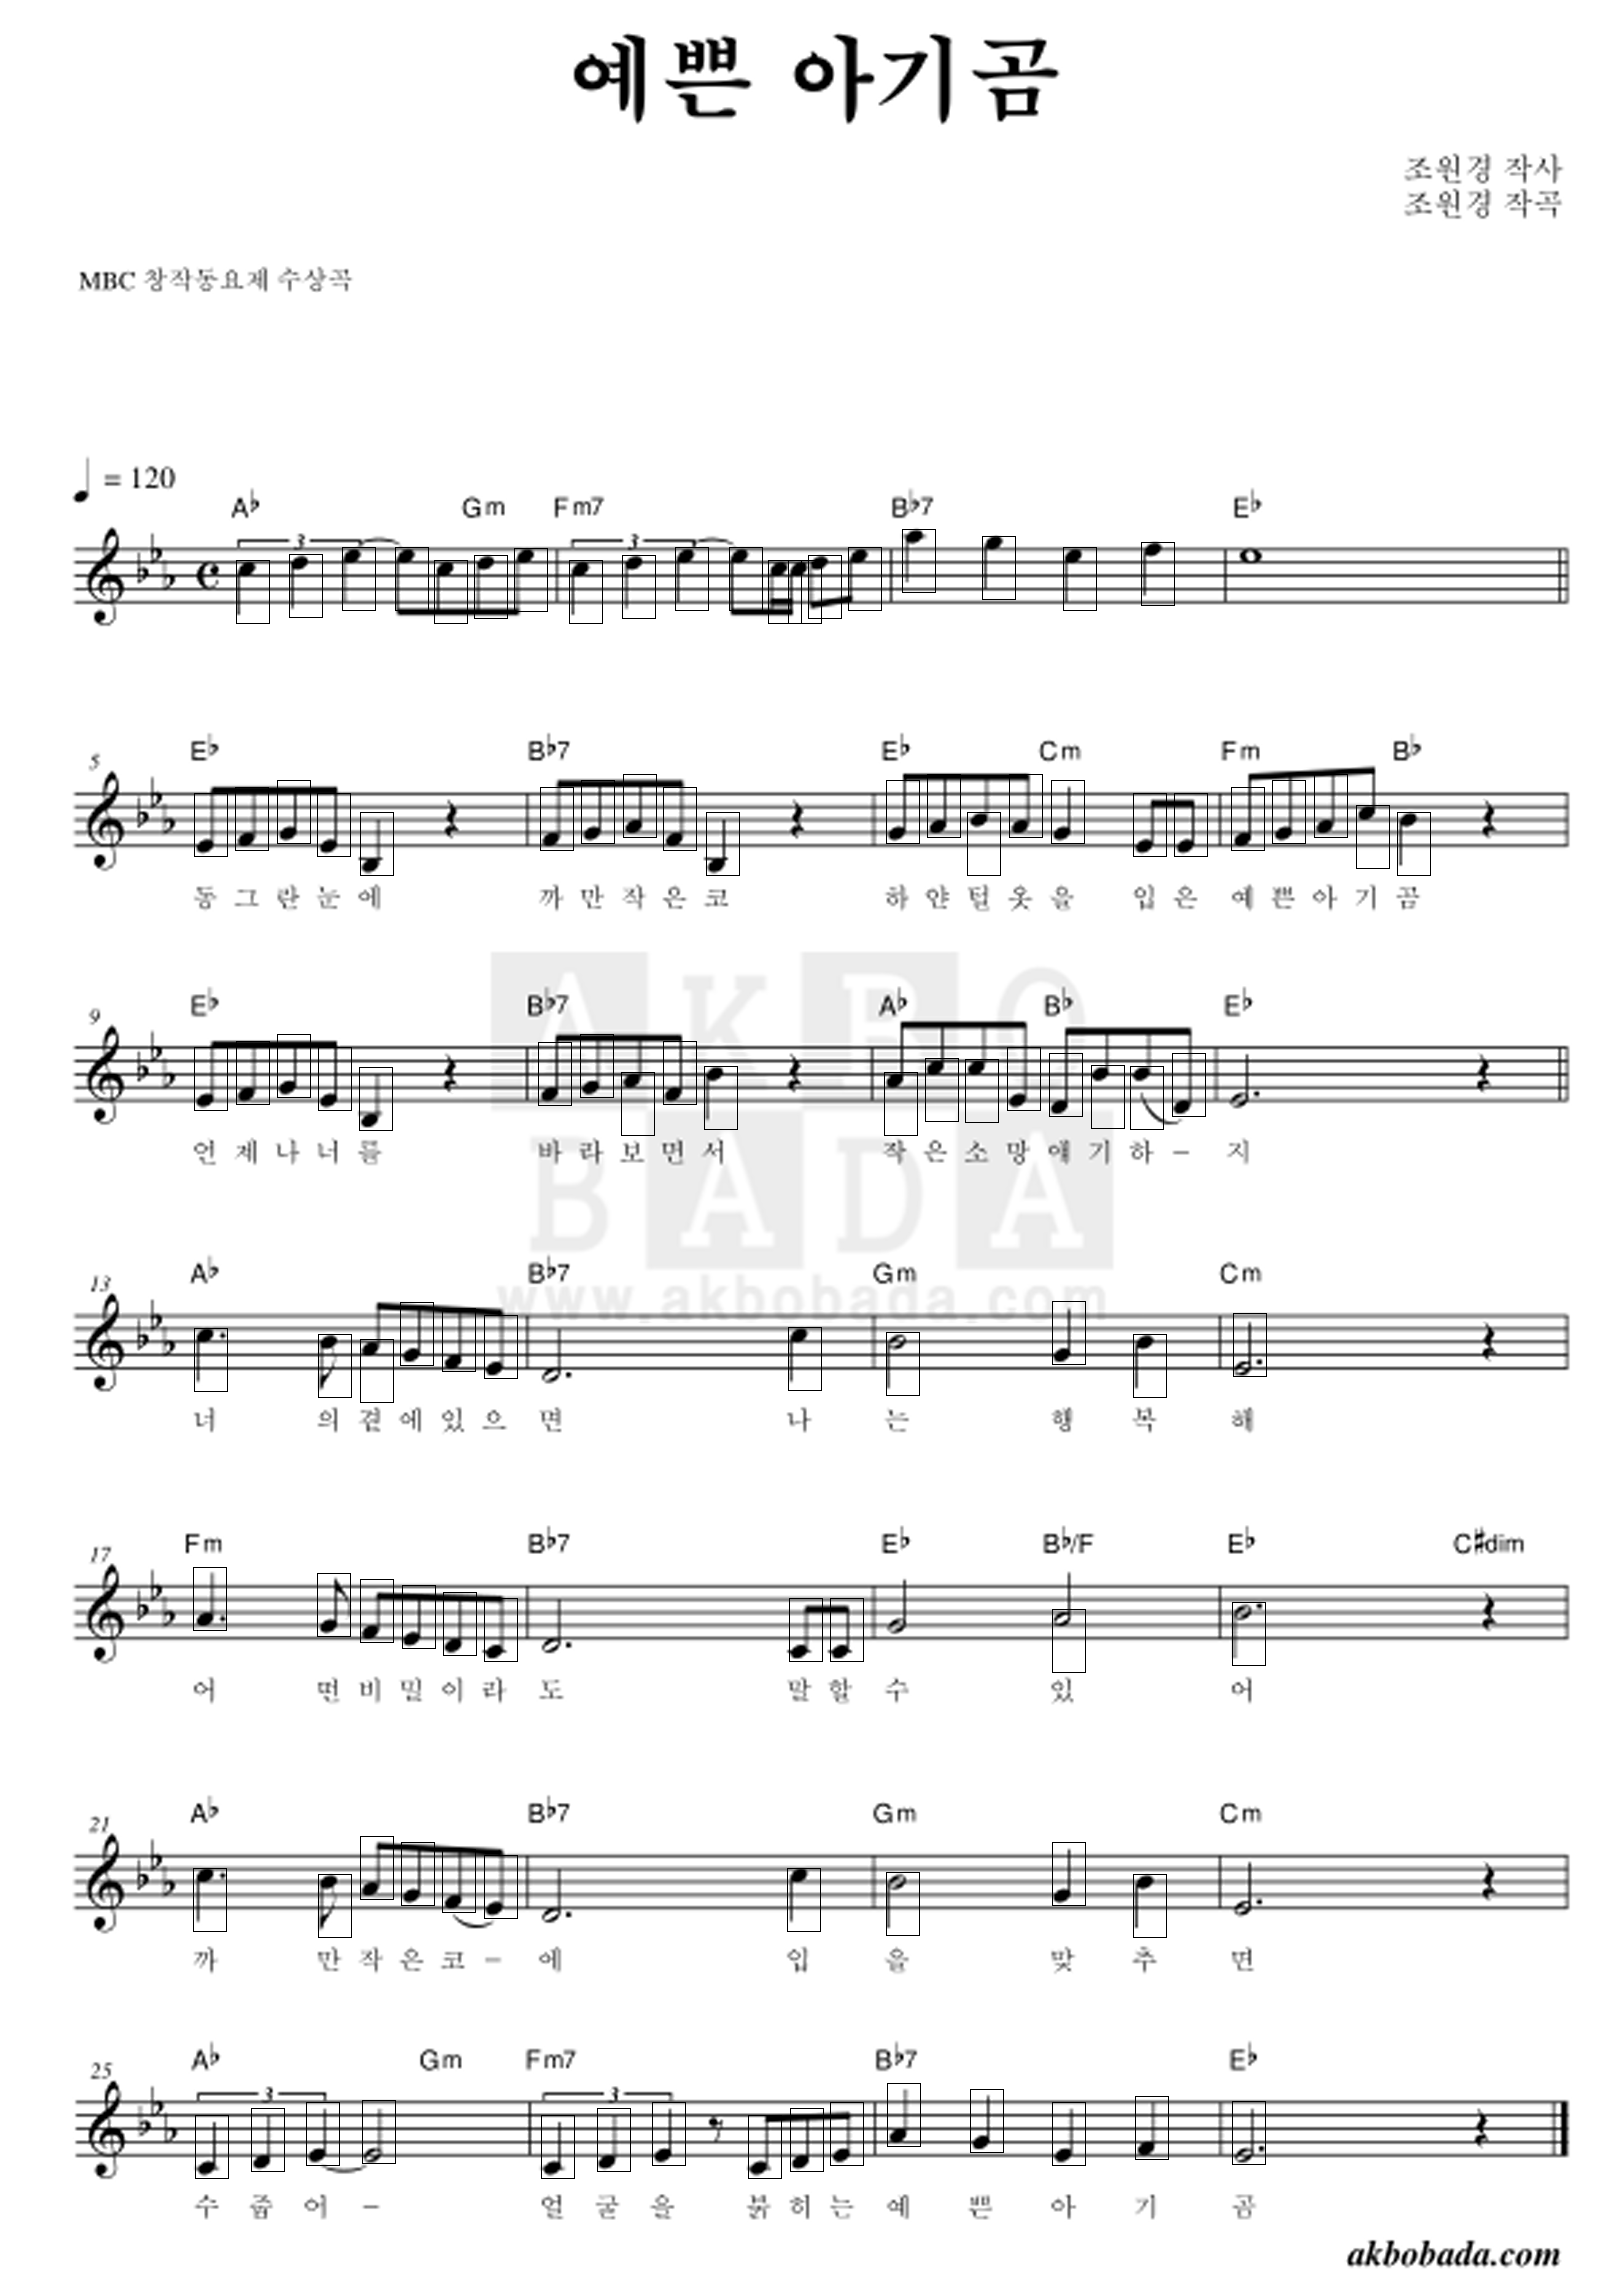 예쁜 아기곰
조원경 작사
조원경 작곡
MBC 창작동요제 수상곡
= 120
A♭ Gm Fm7 B♭7 E♭
3 3
5
E♭ B♭7 E♭ Cm Fm B♭
동그란눈에 까만작은코 하얀털옷을 입은 예쁜아기곰
AKBO
9
E♭ B♭7 A♭ B♭ E♭
언제나너를 바라보면서 작은소망얘기하- 지
BADA
www.akbobada.com
13
A♭ B♭7 Gm Cm
너 의곁에있으면 나 는 행 복 해
17
Fm B♭7 E♭ B♭/F E♭ C#dim
어 떤비밀이라도 말할수 있 어
21
A♭ B♭7 Gm Cm
까 만작은코- 에 입 을 맞 추 면
25
A♭ Gm Fm7 B♭7 E♭
3 3
수 줍 어 - 얼 굴 을 붉히는예 쁜 아 기 곰
akbobada.com